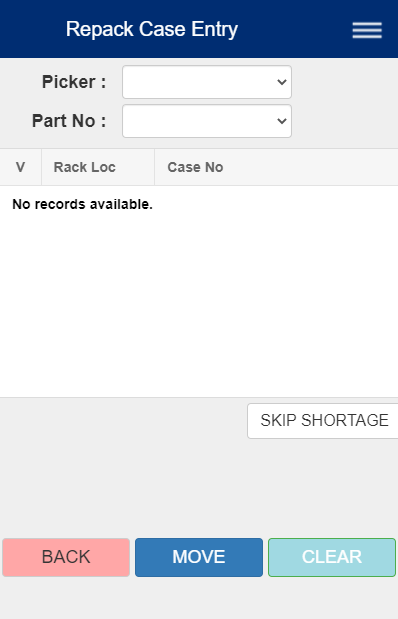 Repack Case Entry
Picker :
Part No :
V Rack Loc Case No
No records available.
SKIP SHORTAGE
BACK MOVE CLEAR